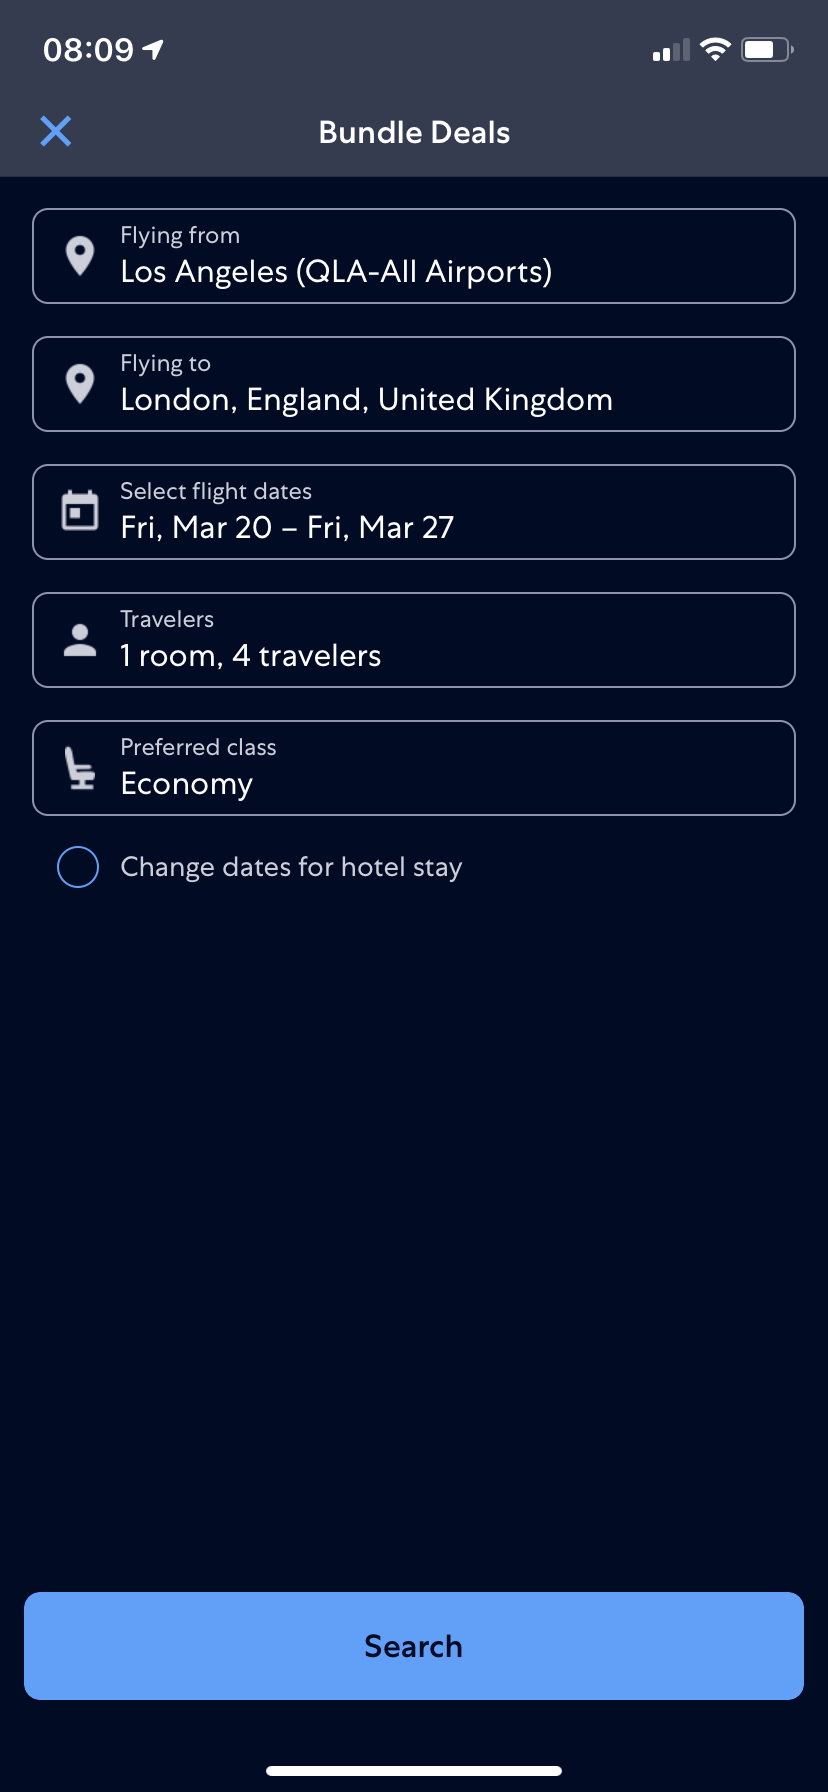 08:09
Bundle Deals
Flying from
Los Angeles (QLA-All Airports)
Flying to
London, England, United Kingdom
Select flight dates
Fri, Mar 20 – Fri, Mar 27
Travelers
1 room, 4 travelers
Preferred class
Economy
Change dates for hotel stay
Search